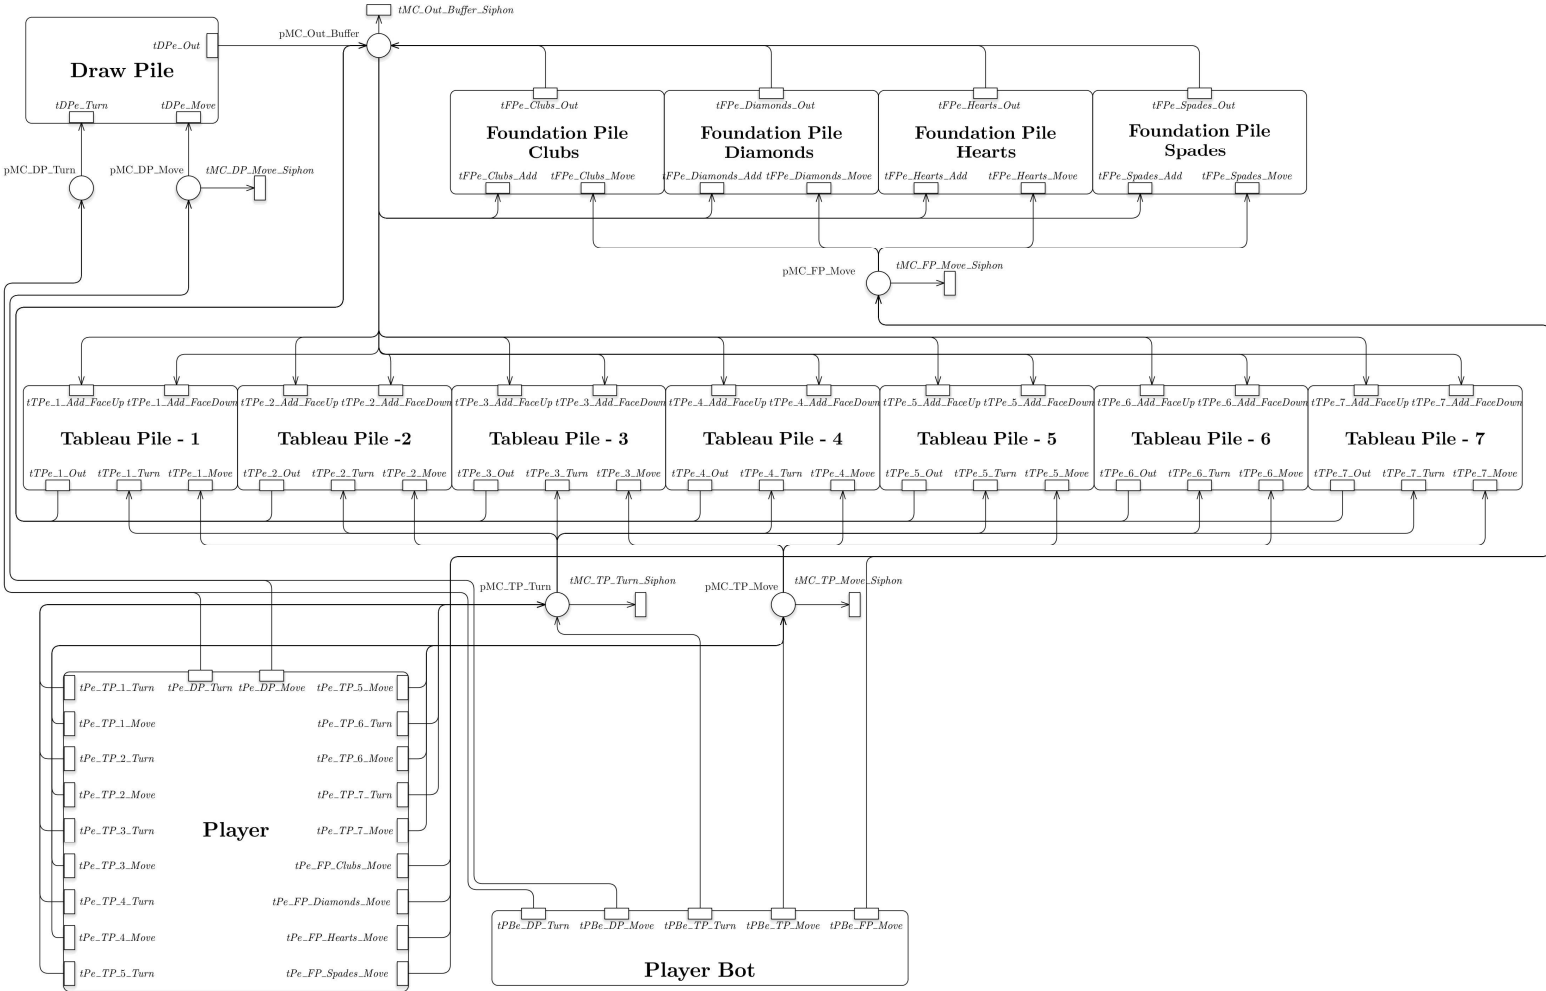 tMC_Out_Buffer_Siphon
pMC_Out_Buffer
tDPe_Out
Draw Pile
tDPe_Turn
tDPe_Move
tFPe_Clubs_Out
tFPe_Diamonds_Out
tFPe_Hearts_Out
tFPe_Spades_Out
Foundation Pile
Clubs
Foundation Pile
Diamonds
Foundation Pile
Hearts
Foundation Pile
Spades
pMC_DP_Turn
pMC_DP_Move
tMC_DP_Move_Siphon
tFPe_Clubs_Add
tFPe_Clubs_Move
tFPe_Diamonds_Add
tFPe_Diamonds_Move
tFPe_Hearts_Add
tFPe_Hearts_Move
tFPe_Spades_Add
tFPe_Spades_Move
pMC_FP_Move
tMC_FP_Move_Siphon
tTPe_1_Add_FaceUp
tTPe_1_Add_FaceDown
tTPe_2_Add_FaceUp
tTPe_2_Add_FaceDown
tTPe_3_Add_FaceUp
tTPe_3_Add_FaceDown
tTPe_4_Add_FaceUp
tTPe_4_Add_FaceDown
tTPe_5_Add_FaceUp
tTPe_5_Add_FaceDown
tTPe_6_Add_FaceUp
tTPe_6_Add_FaceDown
tTPe_7_Add_FaceUp
tTPe_7_Add_FaceDown
Tableau Pile - 1
Tableau Pile -2
Tableau Pile - 3
Tableau Pile - 4
Tableau Pile - 5
Tableau Pile - 6
Tableau Pile - 7
tTPe_1_Out
tTPe_1_Turn
tTPe_1_Move
tTPe_2_Out
tTPe_2_Turn
tTPe_2_Move
tTPe_3_Out
tTPe_3_Turn
tTPe_3_Move
tTPe_4_Out
tTPe_4_Turn
tTPe_4_Move
tTPe_5_Out
tTPe_5_Turn
tTPe_5_Move
tTPe_6_Out
tTPe_6_Turn
tTPe_6_Move
tTPe_7_Out
tTPe_7_Turn
tTPe_7_Move
pMC_TP_Turn
tMC_TP_Turn_Siphon
pMC_TP_Move
tMC_TP_Move_Siphon
tPe_TP_1_Turn
tPe_DP_Turn
tPe_DP_Move
tPe_TP_5_Move
tPe_TP_1_Move
tPe_TP_6_Turn
tPe_TP_2_Turn
tPe_TP_6_Move
tPe_TP_2_Move
tPe_TP_7_Turn
tPe_TP_3_Turn
Player
tPe_TP_7_Move
tPe_TP_3_Move
tPe_FP_Clubs_Move
tPe_TP_4_Turn
tPe_FP_Diamonds_Move
tPe_TP_4_Move
tPe_FP_Hearts_Move
tPe_TP_5_Turn
tPe_FP_Spades_Move
tPBe_DP_Turn
tPBe_DP_Move
tPBe_TP_Turn
tPBe_TP_Move
tPBe_FP_Move
Player Bot